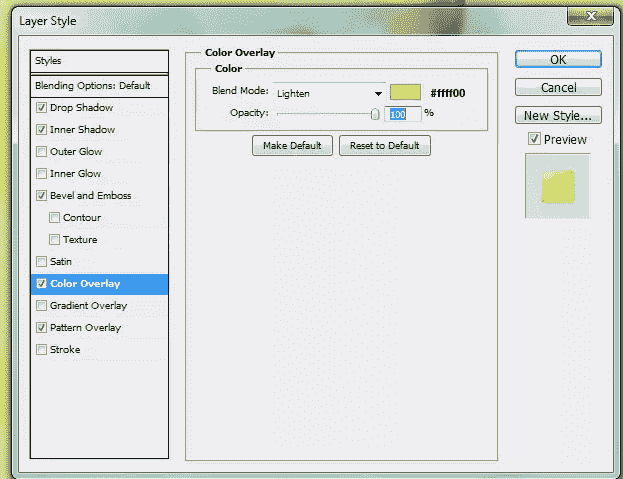 Layer Style
Styles
Blending Options: Default
Drop Shadow
Inner Shadow
Outer Glow
Inner Glow
Bevel and Emboss
Contour
Texture
Satin
Color Overlay
Gradient Overlay
Pattern Overlay
Stroke
Color Overlay
Color
Blend Mode: Lighten #ffff00
Opacity: 100 %
Make Default Reset to Default
OK
Cancel
New Style...
Preview